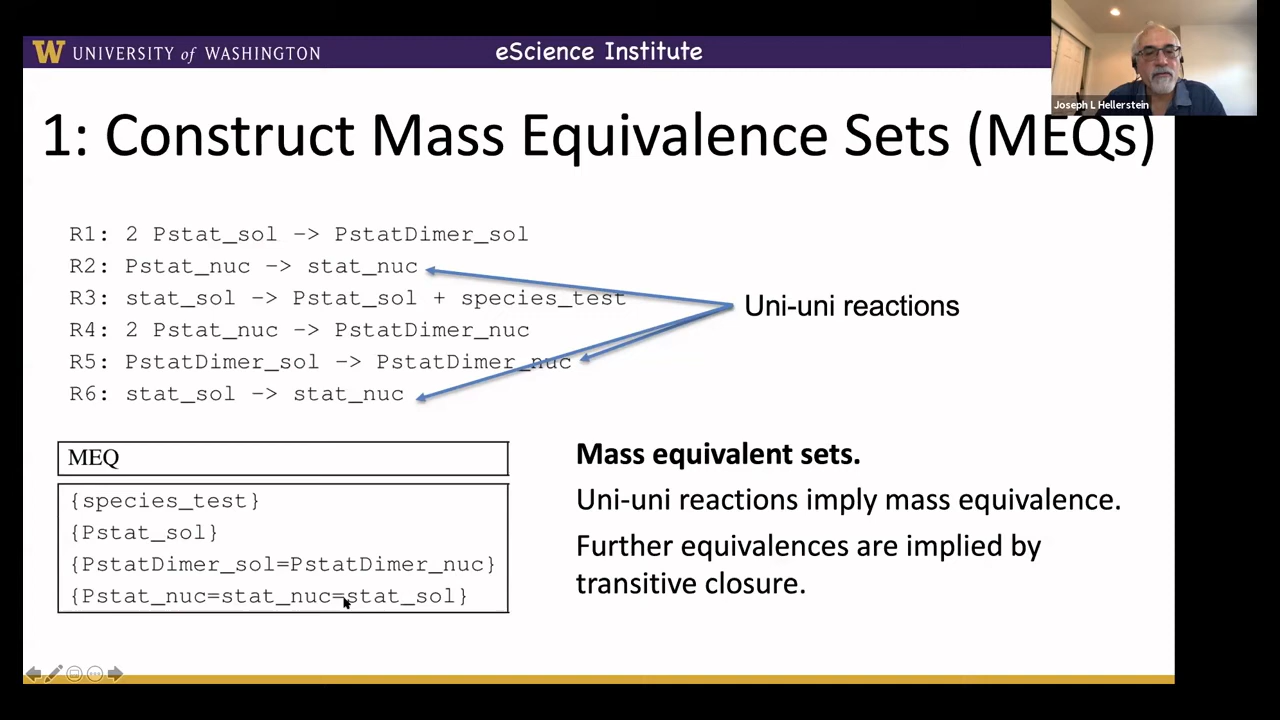 W UNIVERSITY of WASHINGTON
eScience Institute
Joseph L Hellerstein
1: Construct Mass Equivalence Sets (MEQs)
R1: 2 Pstat_sol -> PstatDimer_sol
R2: Pstat_nuc -> stat_nuc
R3: stat_sol -> Pstat_sol + species_test
R4: 2 Pstat_nuc -> PstatDimer_nuc
R5: PstatDimer_sol -> PstatDimer_nuc
R6: stat_sol -> stat_nuc
Uni-uni reactions
MEQ
{species_test}
{Pstat_sol}
{PstatDimer_sol=PstatDimer_nuc}
{Pstat_nuc=stat_nuc=stat_sol}
Mass equivalent sets.
Uni-uni reactions imply mass equivalence.
Further equivalences are implied by
transitive closure.